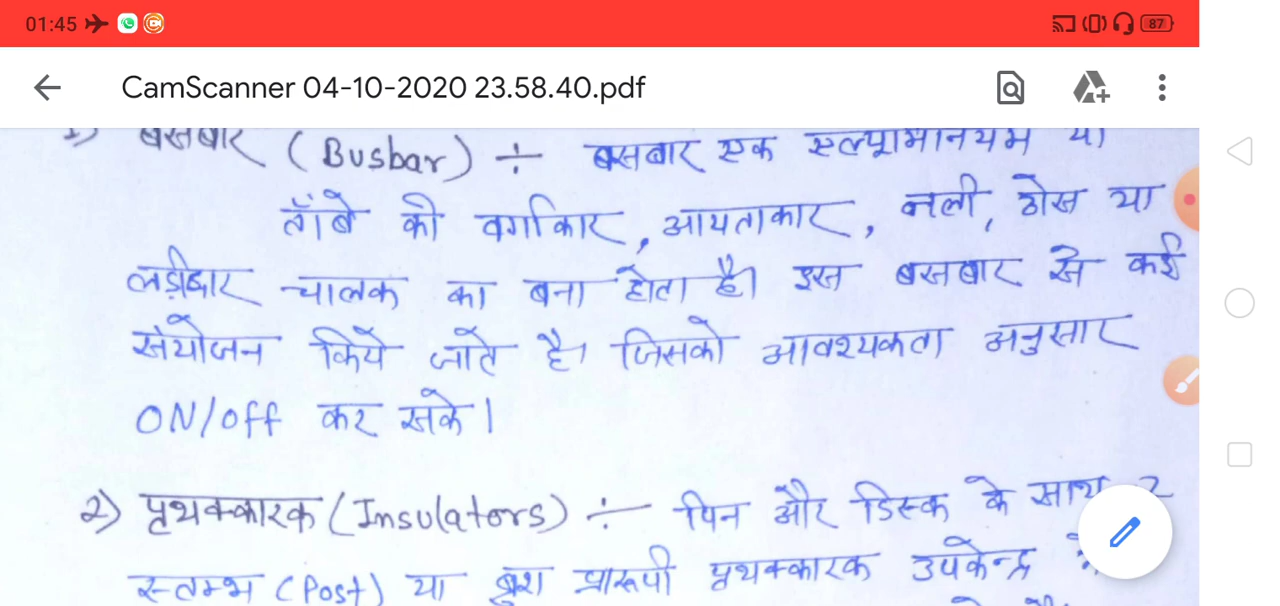 01:45 87
CamScanner 04-10-2020 23.58.40.pdf
1) बसबार (Busbar) ÷ बसबार एक एल्यूमिनियम या
ताँबे की वर्गाकार, आयताकार, नली, ठोस या
लड़ीदार चालक का बना होता है। इस बसबार से कई
संयोजन किये जाते है। जिसको आवश्यकता अनुसार
ON/off कर सके।
2) पृथक्कारक (Insulators) ÷ पिन और डिस्क के साथ
स्तम्भ (Post) या बुश प्रारूपी पृथक्कारक उपकेन्द्र